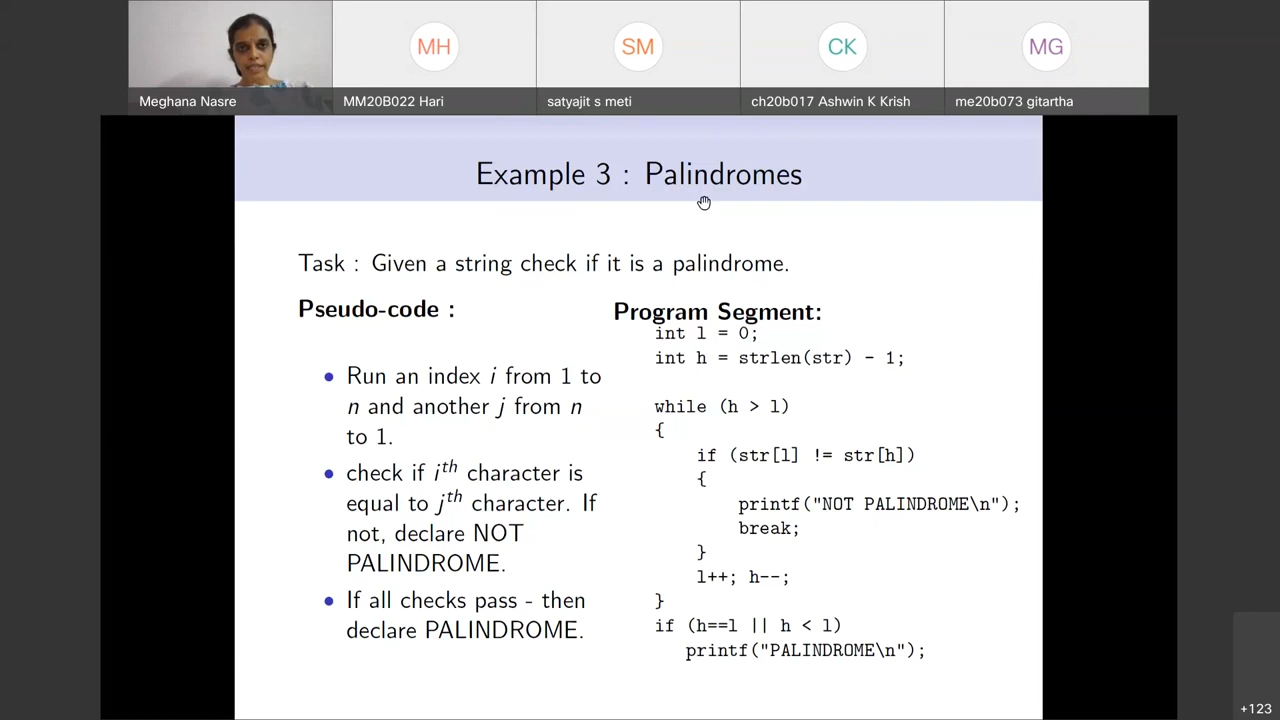 MH
SM
CK
MG
Meghana Nasre
MM20B022 Hari
satyajit s meti
ch20b017 Ashwin K Krish
me20b073 gitartha
Example 3 : Palindromes
Task : Given a string check if it is a palindrome.
Pseudo-code :
• Run an index i from 1 to
n and another j from n
to 1.
• check if i^th character is
equal to j^th character. If
not, declare NOT
PALINDROME.
• If all checks pass - then
declare PALINDROME.
Program Segment:
int l = 0;
int h = strlen(str) - 1;
while (h > l)
{
if (str[l] != str[h])
{
printf("NOT PALINDROME\n");
break;
}
l++; h--;
}
if (h==l || h < l)
printf("PALINDROME\n");
+123